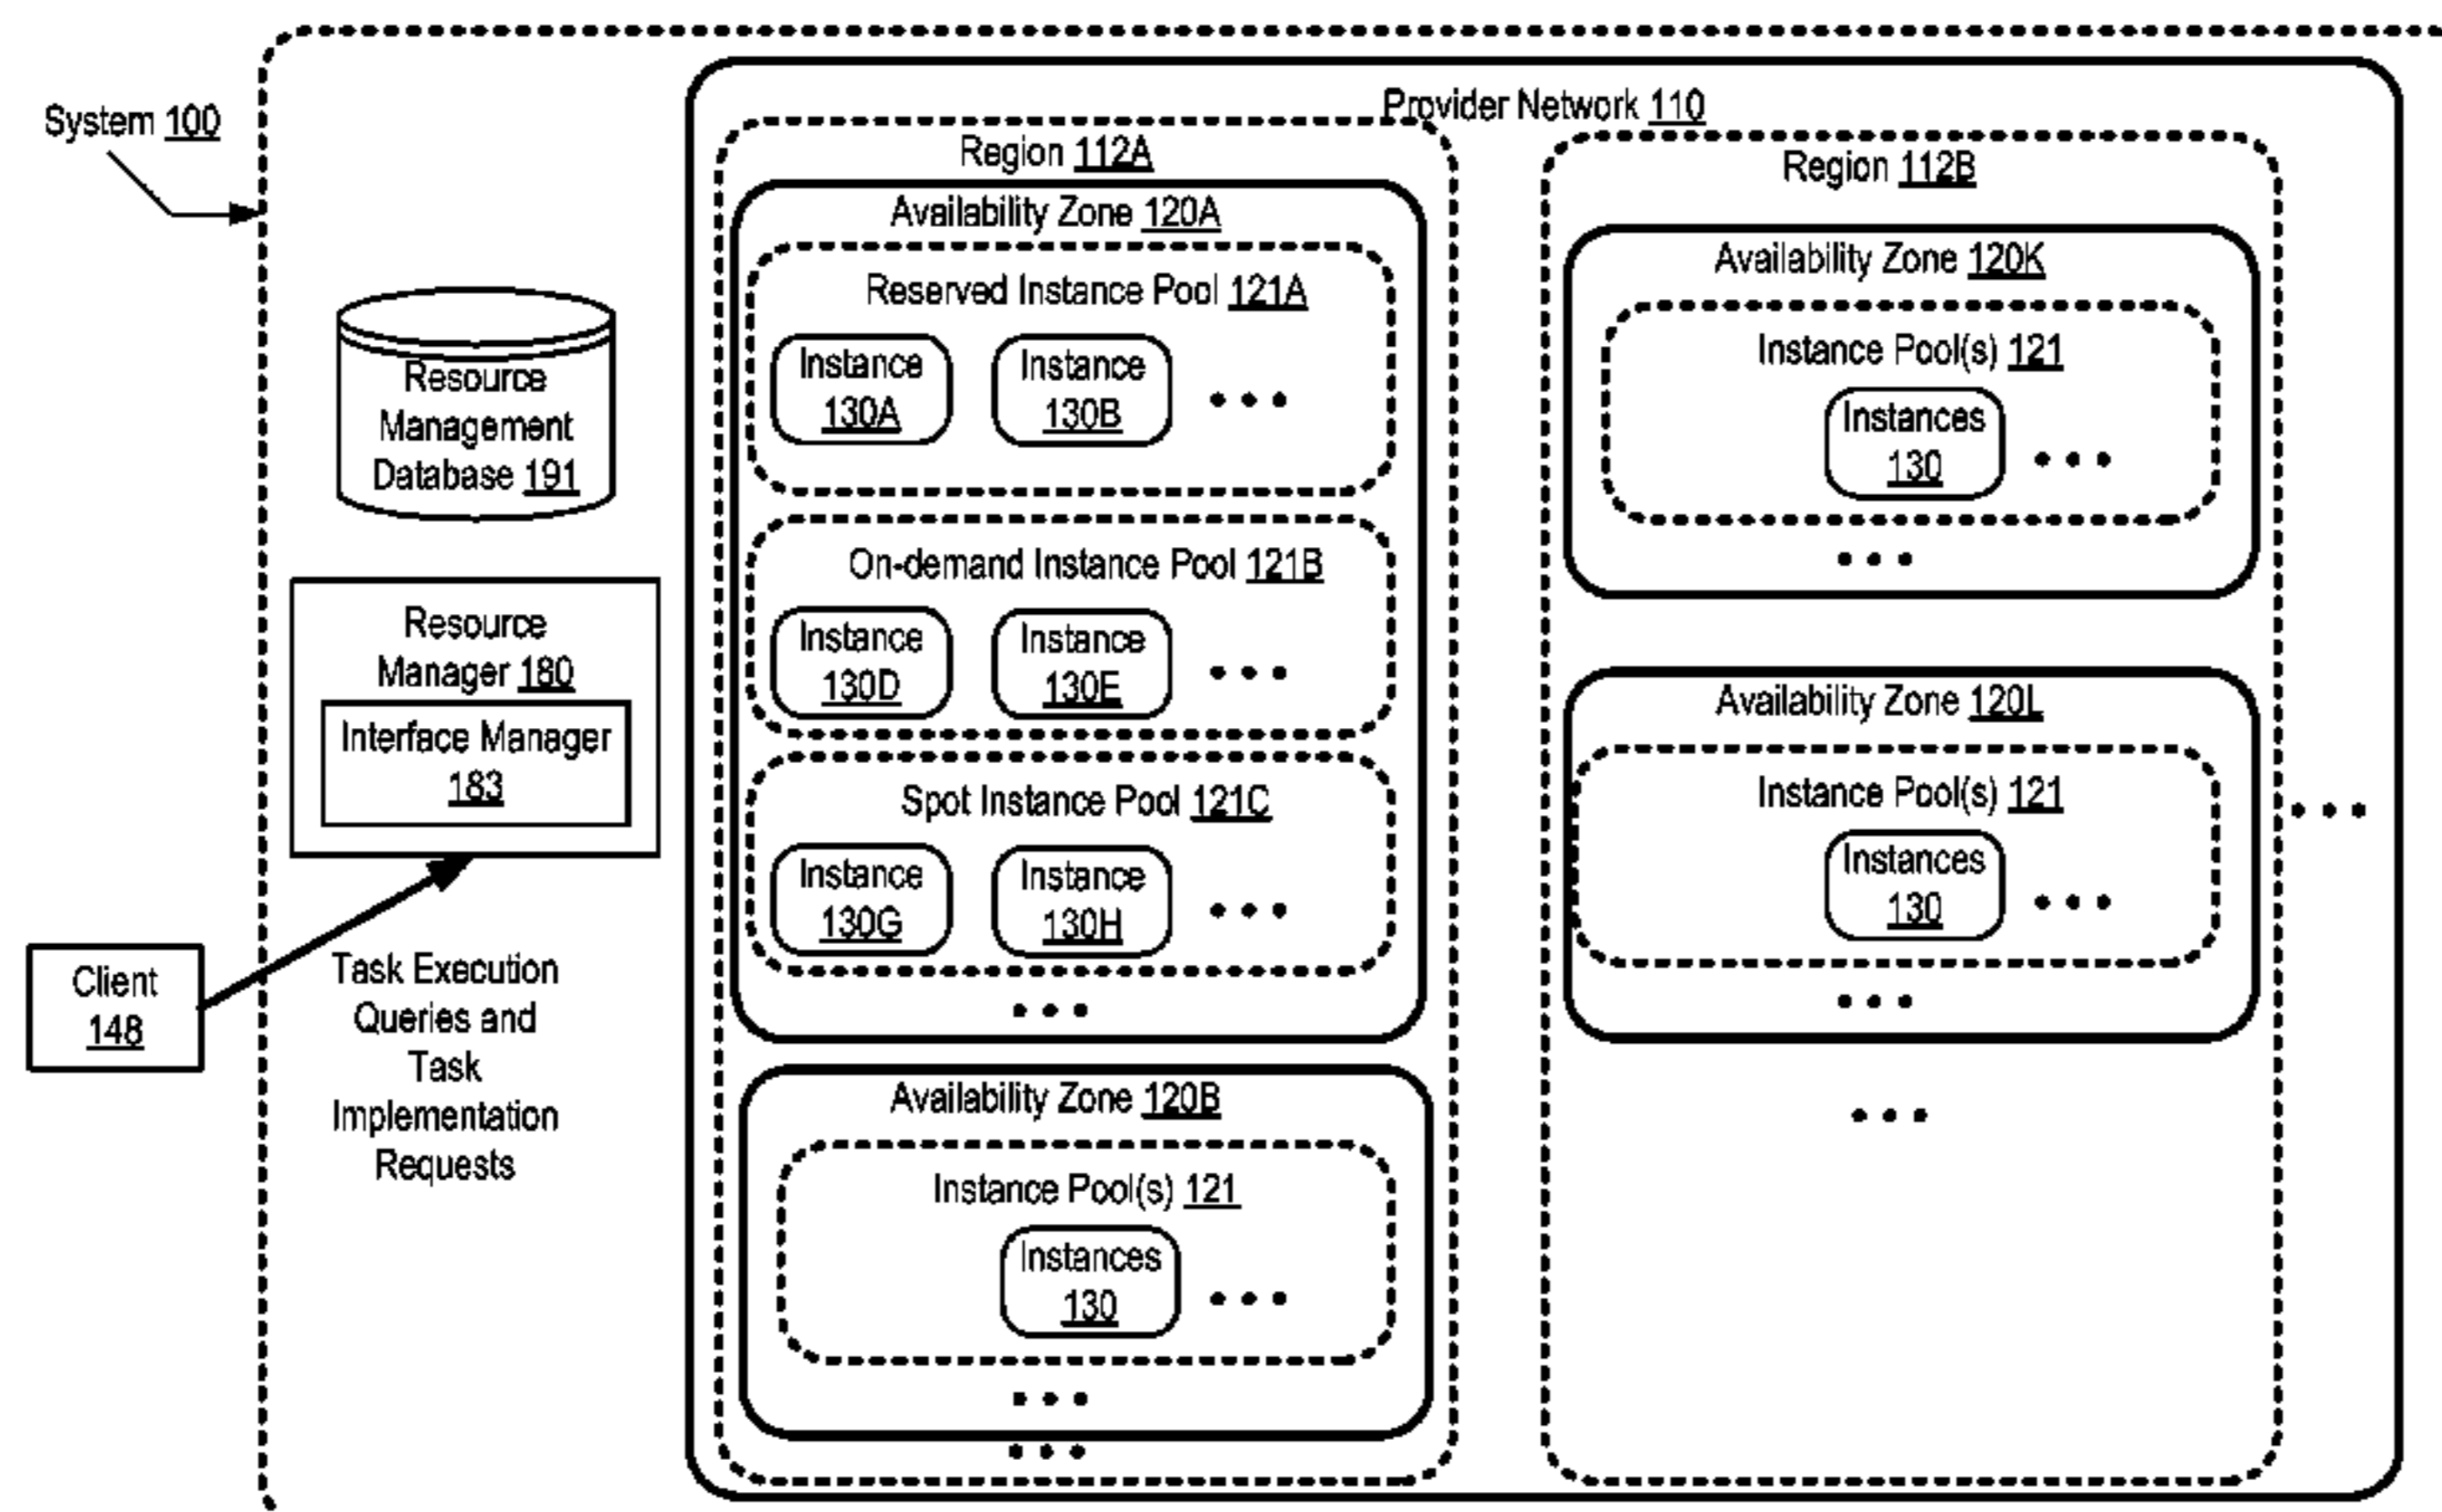 System 100
Provider Network 110
Region 112A
Availability Zone 120A
Reserved Instance Pool 121A
Instance
130A
Instance
130B
On-demand Instance Pool 121B
Instance
130D
Instance
130E
Spot Instance Pool 121C
Instance
130G
Instance
130H
Availability Zone 120B
Instance Pool(s) 121
Instances
130
Region 112B
Availability Zone 120K
Instance Pool(s) 121
Instances
130
Availability Zone 120L
Instance Pool(s) 121
Instances
130
Resource
Management
Database 191
Resource
Manager 180
Interface Manager
183
Client
148
Task Execution
Queries and
Task
Implementation
Requests